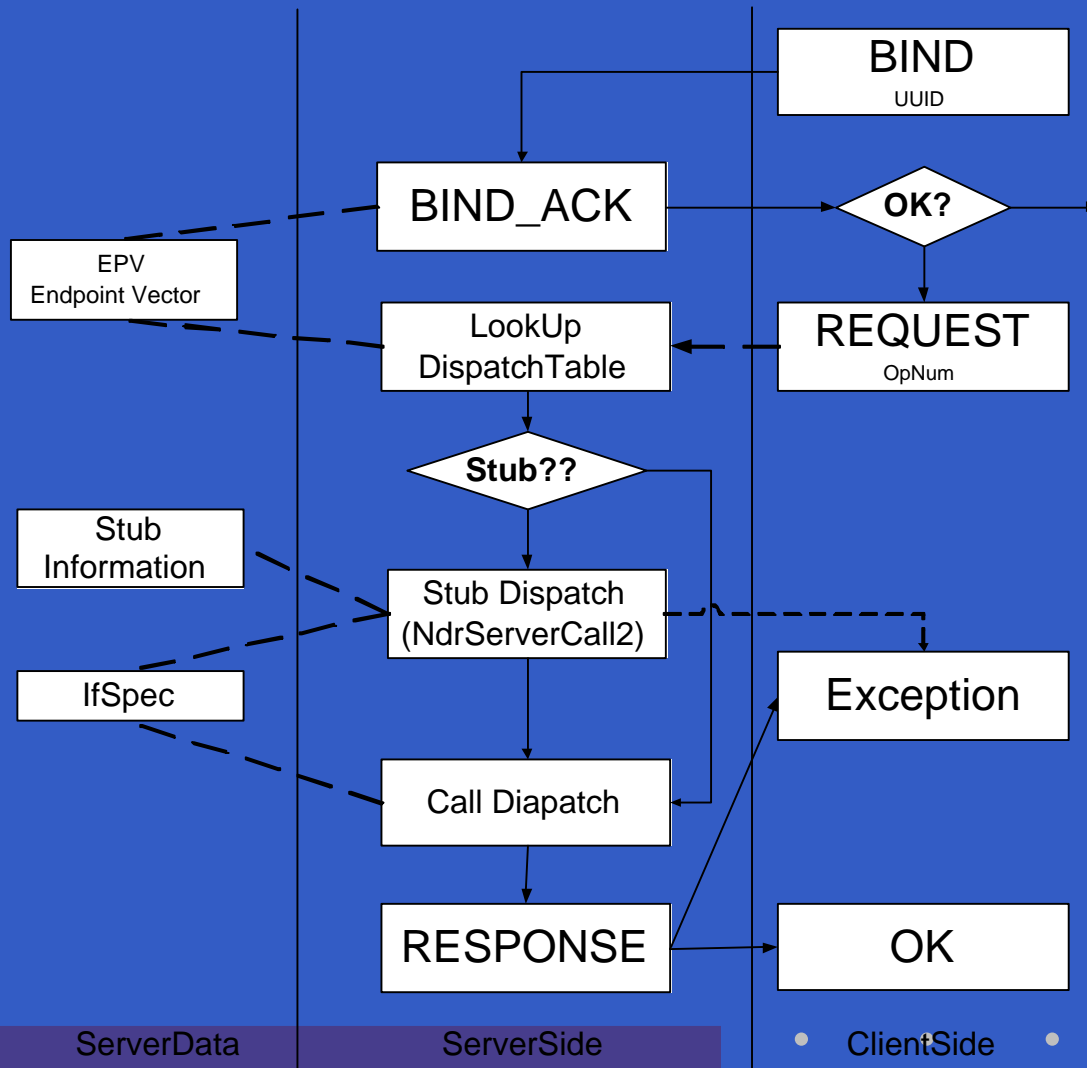 BIND
UUID
BIND_ACK
OK?
EPV
Endpoint Vector
LookUp
DispatchTable
REQUEST
OpNum
Stub??
Stub
Information
Stub Dispatch
(NdrServerCall2)
IfSpec
Exception
Call Diapatch
RESPONSE
OK
ServerData
ServerSide
ClientSide